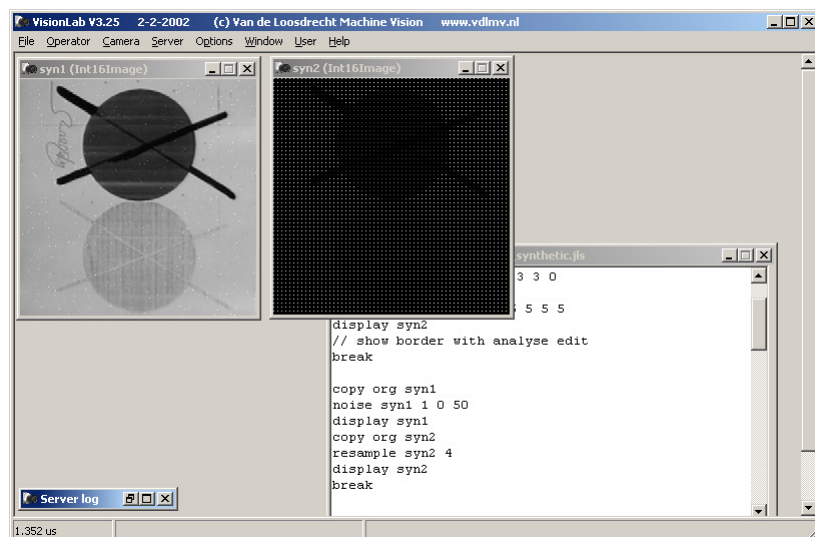 VisionLab V3.25 2-2-2002 (c) Van de Loosdrecht Machine Vision www.vdlmv.nl
File Operator Camera Server Options Window User Help
syn1 (Int16Image)
syn2 (Int16Image)
synthetic.jls
3 3 0
5 5 5
display syn2
// show border with analyse edit
break
copy org syn1
noise syn1 1 0 50
display syn1
copy org syn2
resample syn2 4
display syn2
break
Server log
1.352 us